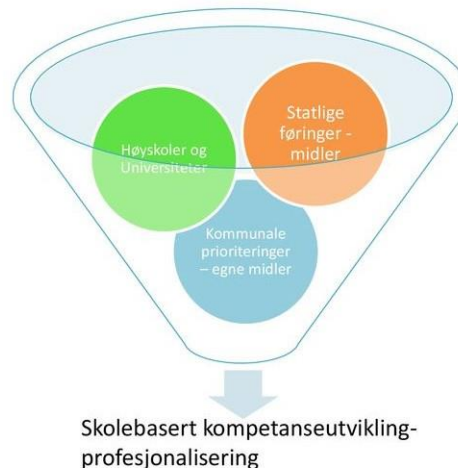 Høyskoler og
Universiteter
Statlige
føringer -
midler
Kommunale
prioriteringer
– egne midler
Skolebasert kompetanseutvikling-
profesjonalisering